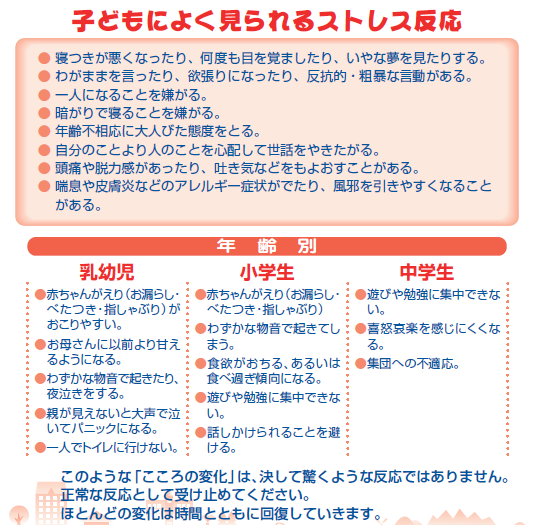 子どもによく見られるストレス反応
● 寝つきが悪くなったり、何度も目を覚ましたり、いやな夢を見たりする。
● わがままを言ったり、欲張りになったり、反抗的・粗暴な言動がある。
● 一人になることを嫌がる。
● 暗がりで寝ることを嫌がる。
● 年齢不相応に大人びた態度をとる。
● 自分のことより人のことを心配して世話をやきたがる。
● 頭痛や脱力感があったり、吐き気などをもよおすことがある。
● 喘息や皮膚炎などのアレルギー症状がでたり、風邪を引きやすくなること
がある。
年齢別
乳幼児
●赤ちゃんがえり（お漏らし・
べたつき・指しゃぶり）が
おこりやすい。
●お母さんに以前より甘え
るようになる。
●わずかな物音で起きたり、
夜泣きをする。
●親が見えないと大声で泣
いてパニックになる。
●一人でトイレに行けない。
小学生
●赤ちゃんがえり（お漏らし・
べたつき・指しゃぶり）
●わずかな物音で起きてし
まう。
●食欲がおちる、あるいは
食べ過ぎ傾向になる。
●遊びや勉強に集中できな
い。
●話しかけられることを避
ける。
中学生
●遊びや勉強に集中できな
い。
●喜怒哀楽を感じにくくな
る。
●集団への不適応。
このような「こころの変化」は、決して驚くような反応ではありません。
正常な反応として受け止めてください。
ほとんどの変化は時間とともに回復していきます。